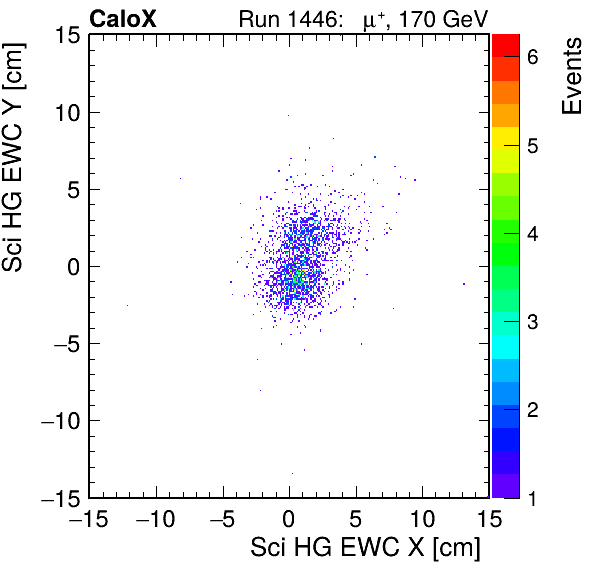 CaloX Run 1446: μ⁺, 170 GeV
Sci HG EWC Y [cm]
15
10
5
0
−5
−10
−15
−15 −10 −5 0 5 10 15
Sci HG EWC X [cm]
Events
6
5
4
3
2
1